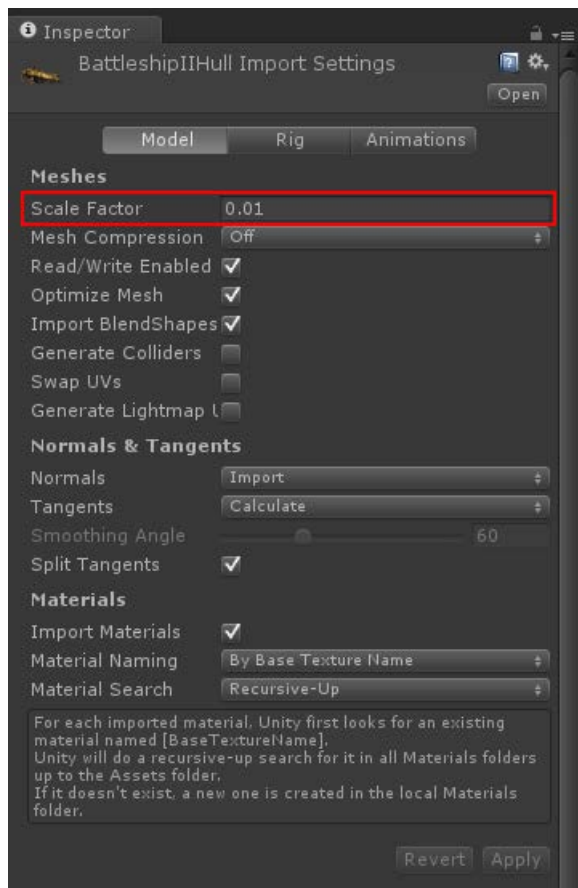 Inspector
BattleshipIIHull Import Settings
Open
Model Rig Animations
Meshes
Scale Factor 0.01
Mesh Compression Off
Read/Write Enabled
Optimize Mesh
Import BlendShapes
Generate Colliders
Swap UVs
Generate Lightmap U
Normals & Tangents
Normals Import
Tangents Calculate
Smoothing Angle 60
Split Tangents
Materials
Import Materials
Material Naming By Base Texture Name
Material Search Recursive-Up
For each imported material, Unity first looks for an existing
material named [BaseTextureName].
Unity will do a recursive-up search for it in all Materials folders
up to the Assets folder.
If it doesn't exist, a new one is created in the local Materials
folder.
Revert Apply